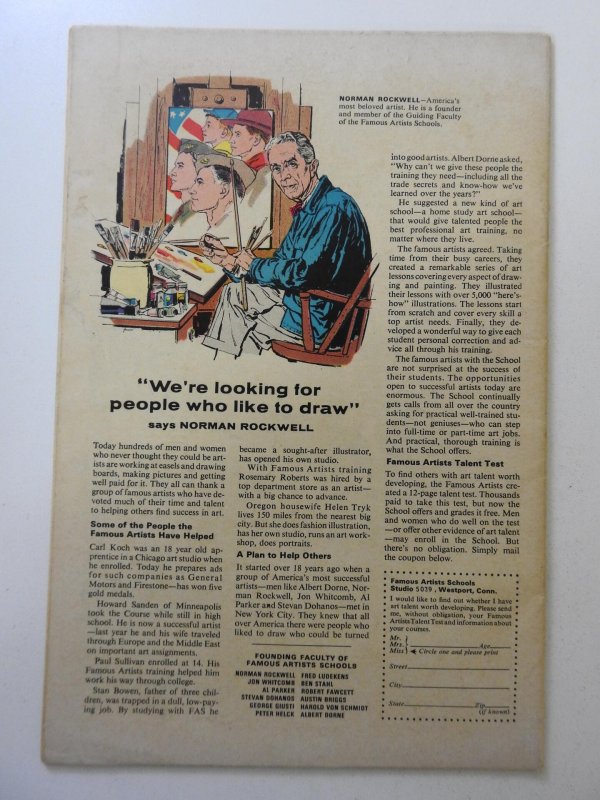 NORMAN ROCKWELL—America's
most beloved artist. He is a founder
and member of the Guiding Faculty
of the Famous Artists Schools.
"We're looking for
people who like to draw"
says NORMAN ROCKWELL
Today hundreds of men and women
who never thought they could be art-
ists are working at easels and drawing
boards, making pictures and getting
well paid for it. They all can thank a
group of famous artists who have de-
voted much of their time and talent
to helping others find success in art.
Some of the People the
Famous Artists Have Helped
Carl Koch was an 18 year old ap-
prentice in a Chicago art studio when
he enrolled. Today he prepares ads
for such companies as General
Motors and Firestone—has won five
gold medals.
Howard Sanden of Minneapolis
took the Course while still in high
school. He is now a successful artist
—last year he and his wife traveled
through Europe and the Middle East
on important art assignments.
Paul Sullivan enrolled at 14. His
Famous Artists training helped him
work his way through college.
Stan Bowen, father of three chil-
dren, was trapped in a dull, low-pay-
ing job. By studying with FAS he
became a sought-after illustrator,
has opened his own studio.
With Famous Artists training
Rosemary Roberts was hired by a
top department store as an artist—
with a big chance to advance.
Oregon housewife Helen Tryk
lives 150 miles from the nearest big
city. But she does fashion illustration,
has her own studio, runs an art work-
shop, does portraits.
A Plan to Help Others
It started over 18 years ago when a
group of America's most successful
artists—men like Albert Dorne, Nor-
man Rockwell, Jon Whitcomb, Al
Parker and Stevan Dohanos—met in
New York City. They knew that all
over America there were people who
liked to draw who could be turned
FOUNDING FACULTY OF
FAMOUS ARTISTS SCHOOLS
NORMAN ROCKWELL FRED LUDEKENS
JON WHITCOMB BEN STAHL
AL PARKER ROBERT FAWCETT
STEVAN DOHANOS AUSTIN BRIGGS
GEORGE GIUSTI HAROLD VON SCHMIDT
PETER HELCK ALBERT DORNE
into good artists. Albert Dorne asked,
"Why can't we give these people the
training they need—including all the
trade secrets and know-how we've
learned over the years?"
He suggested a new kind of art
school—a home study art school—
that would give talented people the
best professional art training, no
matter where they live.
The famous artists agreed. Taking
time from their busy careers, they
created a remarkable series of art
lessons covering every aspect of draw-
ing and painting. They illustrated
their lessons with over 5,000 "here's-
how" illustrations. The lessons start
from scratch and cover every skill a
top artist needs. Finally, they de-
veloped a wonderful way to give each
student personal correction and ad-
vice all through his training.
The famous artists with the School
are not surprised at the success of
their students. The opportunities
open to successful artists today are
enormous. The School continually
gets calls from all over the country
asking for practical well-trained stu-
dents—not geniuses—who can step
into full-time or part-time art jobs.
And practical, thorough training is
what the School offers.
Famous Artists Talent Test
To find others with art talent worth
developing, the Famous Artists cre-
ated a 12-page talent test. Thousands
paid to take this test, but now the
School offers and grades it free. Men
and women who do well on the test
—or offer other evidence of art talent
—may enroll in the School. But
there's no obligation. Simply mail
the coupon below.
Famous Artists Schools
Studio 5039, Westport, Conn.
I would like to find out whether I have
art talent worth developing. Please send
me, without obligation, your Famous
Artists Talent Test and information about
your courses.
Mr.
Mrs. Age
Miss Circle one and please print
Street
City
State Zip
(if known)